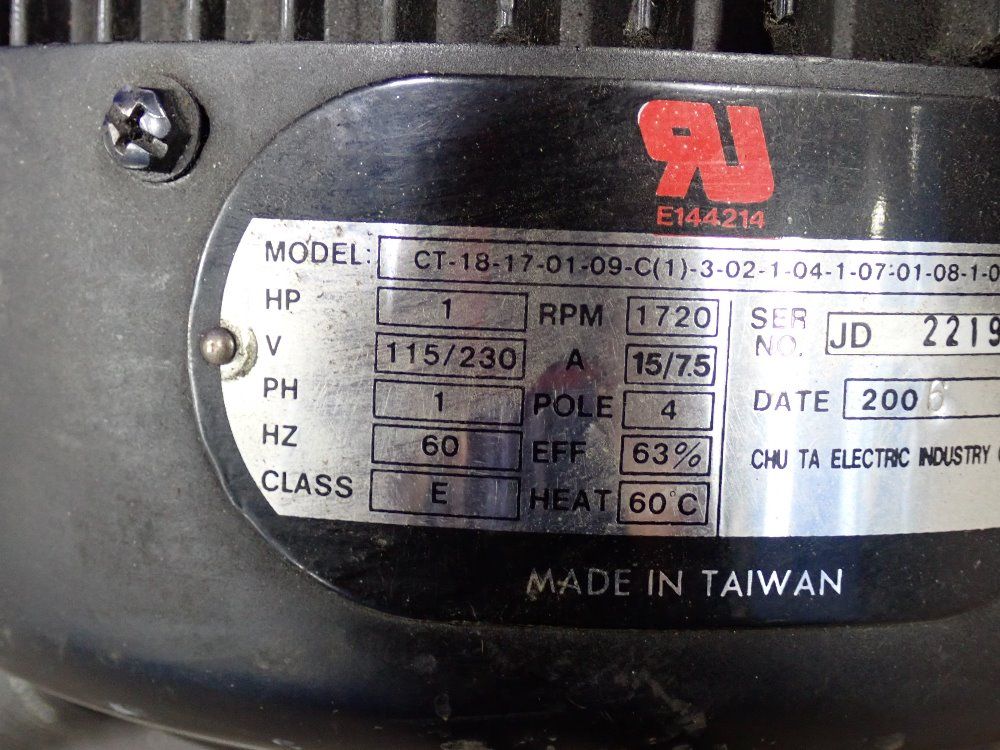 RU
E144214
MODEL: CT-18-17-01-09-C(1)-3-02-1-04-1-07-01-08-1-0
HP 1 RPM 1720 SER NO. JD 2219
V 115/230 A 15/7.5
PH 1 POLE 4 DATE 2006
HZ 60 EFF 63% CHU TA ELECTRIC INDUSTRY
CLASS E HEAT 60°C
MADE IN TAIWAN